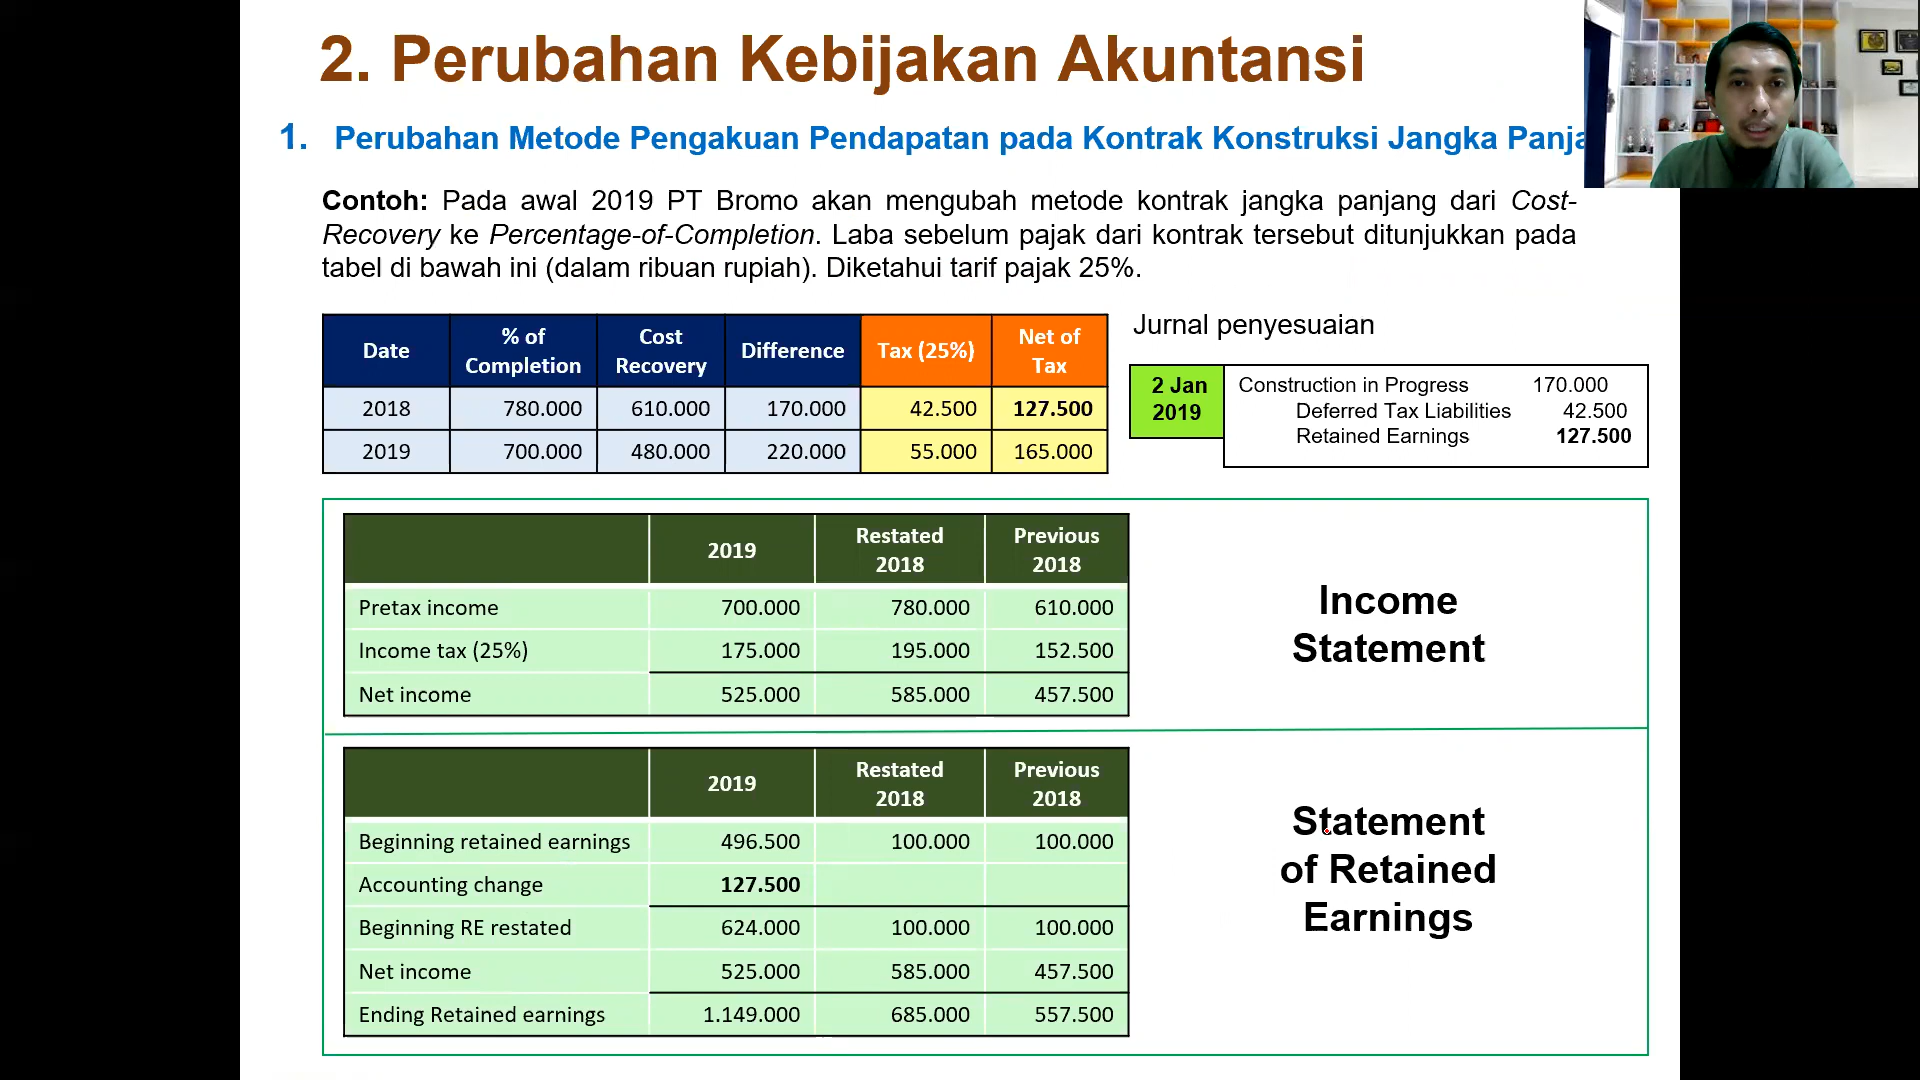 2. Perubahan Kebijakan Akuntansi
1. Perubahan Metode Pengakuan Pendapatan pada Kontrak Konstruksi Jangka Panja
Contoh: Pada awal 2019 PT Bromo akan mengubah metode kontrak jangka panjang dari Cost-
Recovery ke Percentage-of-Completion. Laba sebelum pajak dari kontrak tersebut ditunjukkan pada
tabel di bawah ini (dalam ribuan rupiah). Diketahui tarif pajak 25%.
Date % of Completion Cost Recovery Difference Tax (25%) Net of Tax
2018 780.000 610.000 170.000 42.500 127.500
2019 700.000 480.000 220.000 55.000 165.000
Jurnal penyesuaian
2 Jan 2019
Construction in Progress 170.000
Deferred Tax Liabilities 42.500
Retained Earnings 127.500
2019 Restated 2018 Previous 2018
Pretax income 700.000 780.000 610.000
Income tax (25%) 175.000 195.000 152.500
Net income 525.000 585.000 457.500
Income
Statement
2019 Restated 2018 Previous 2018
Beginning retained earnings 496.500 100.000 100.000
Accounting change 127.500
Beginning RE restated 624.000 100.000 100.000
Net income 525.000 585.000 457.500
Ending Retained earnings 1.149.000 685.000 557.500
Statement
of Retained
Earnings